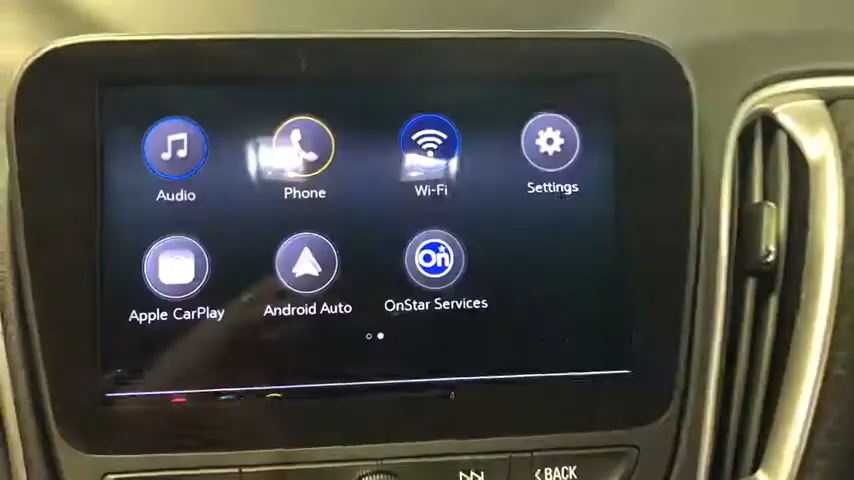 Audio
Phone
Wi-Fi
Settings
Apple CarPlay
Android Auto
On
OnStar Services
BACK